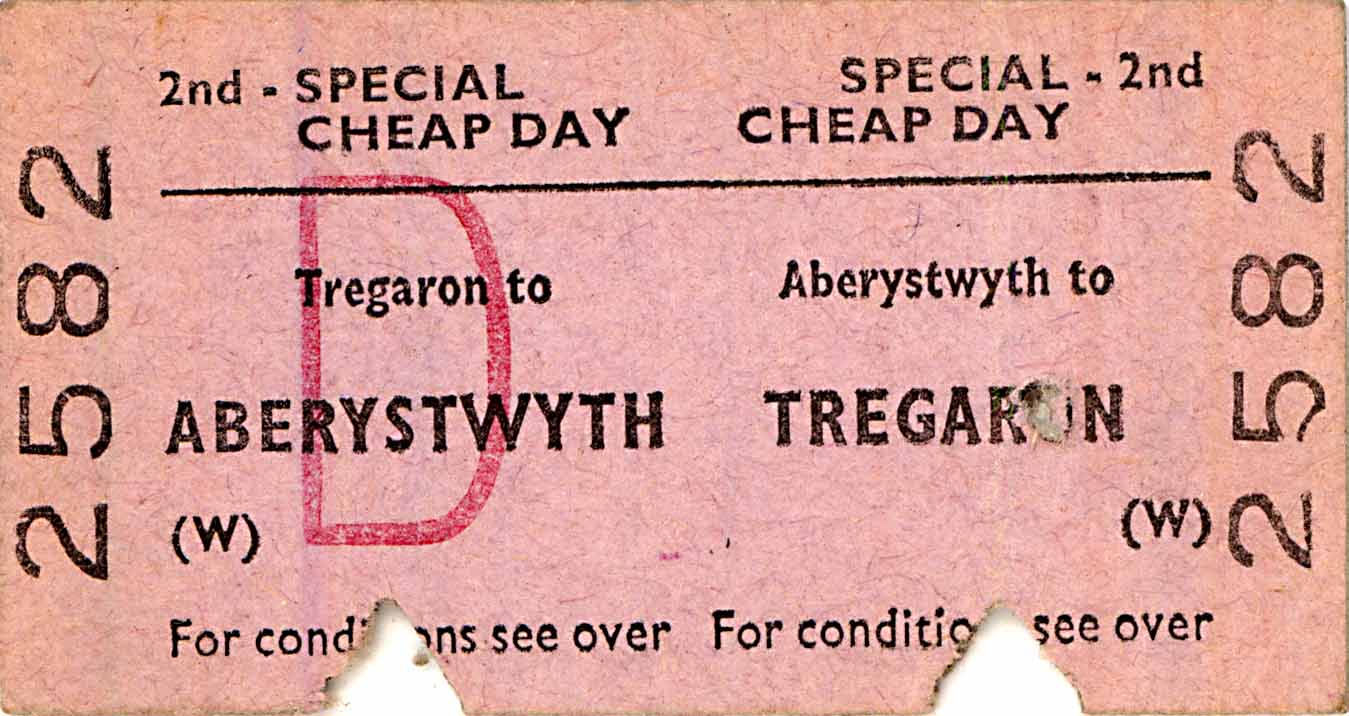 2nd - SPECIAL
CHEAP DAY
SPECIAL - 2nd
CHEAP DAY
D
Tregaron to
ABERYSTWYTH
(W)
For conditions see over
Aberystwyth to
TREGARON
(W)
For conditions see over
2582
2582